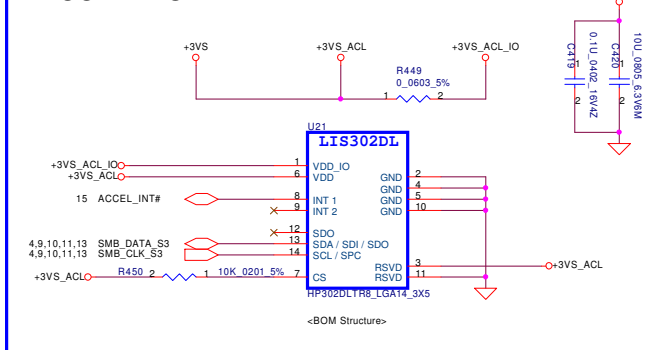 +3VS
+3VS_ACL
+3VS_ACL_IO
R449
0_0603_5%
1
2
C419
0.1U_0402_16V4Z
1
2
C420
10U_0805_6.3V6M
1
2
U21
LIS302DL
+3VS_ACL_IO
1
VDD_IO
+3VS_ACL
6
VDD
GND
2
GND
4
15 ACCEL_INT#
8
INT 1
GND
5
9
INT 2
GND
10
12
SDO
4,9,10,11,13 SMB_DATA_S3
13
SDA / SDI / SDO
4,9,10,11,13 SMB_CLK_S3
14
SCL / SPC
RSVD
3
+3VS_ACL
+3VS_ACL
R450
2
1
10K_0201_5%
7
CS
RSVD
11
HP302DLTR8_LGA14_3X5
<BOM Structure>